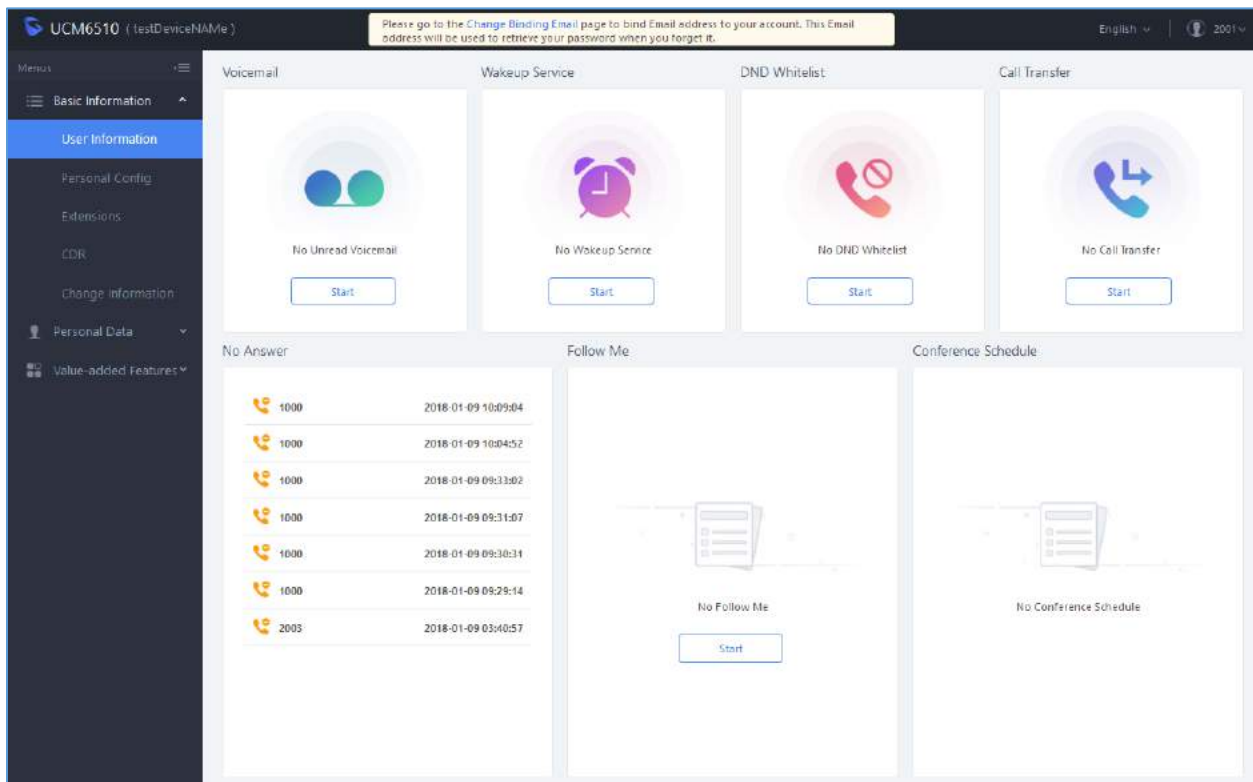 UCM6510 ( testDeviceNAMe )
Please go to the Change Binding Email page to bind Email address to your account. This Email
address will be used to retrieve your password when you forget it.
English
2001
Menus
Basic Information
User Information
Personal Config
Extensions
CDR
Change Information
Personal Data
Value-added Features
Voicemail
No Unread Voicemail
Start
Wakeup Service
No Wakeup Service
Start
DND Whitelist
No DND Whitelist
Start
Call Transfer
No Call Transfer
Start
No Answer
1000 2018-01-09 10:09:04
1000 2018-01-09 10:04:52
1000 2018-01-09 09:33:02
1000 2018-01-09 09:31:07
1000 2018-01-09 09:30:31
1000 2018-01-09 09:29:14
2003 2018-01-09 03:40:57
Follow Me
No Follow Me
Start
Conference Schedule
No Conference Schedule